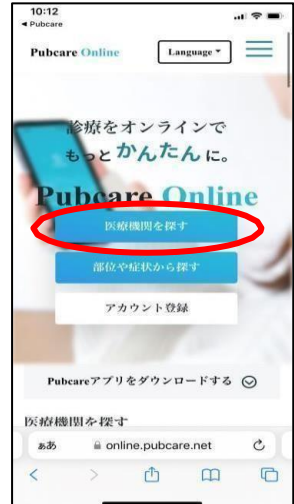 10:12
◀ Pubcare
Pubcare Online
Language
診療をオンラインで
もっとかんたんに。
Pubcare Online
医療機関を探す
部位や症状から探す
アカウント登録
Pubcareアプリをダウンロードする
医療機関を探す
ぁあ
online.pubcare.net